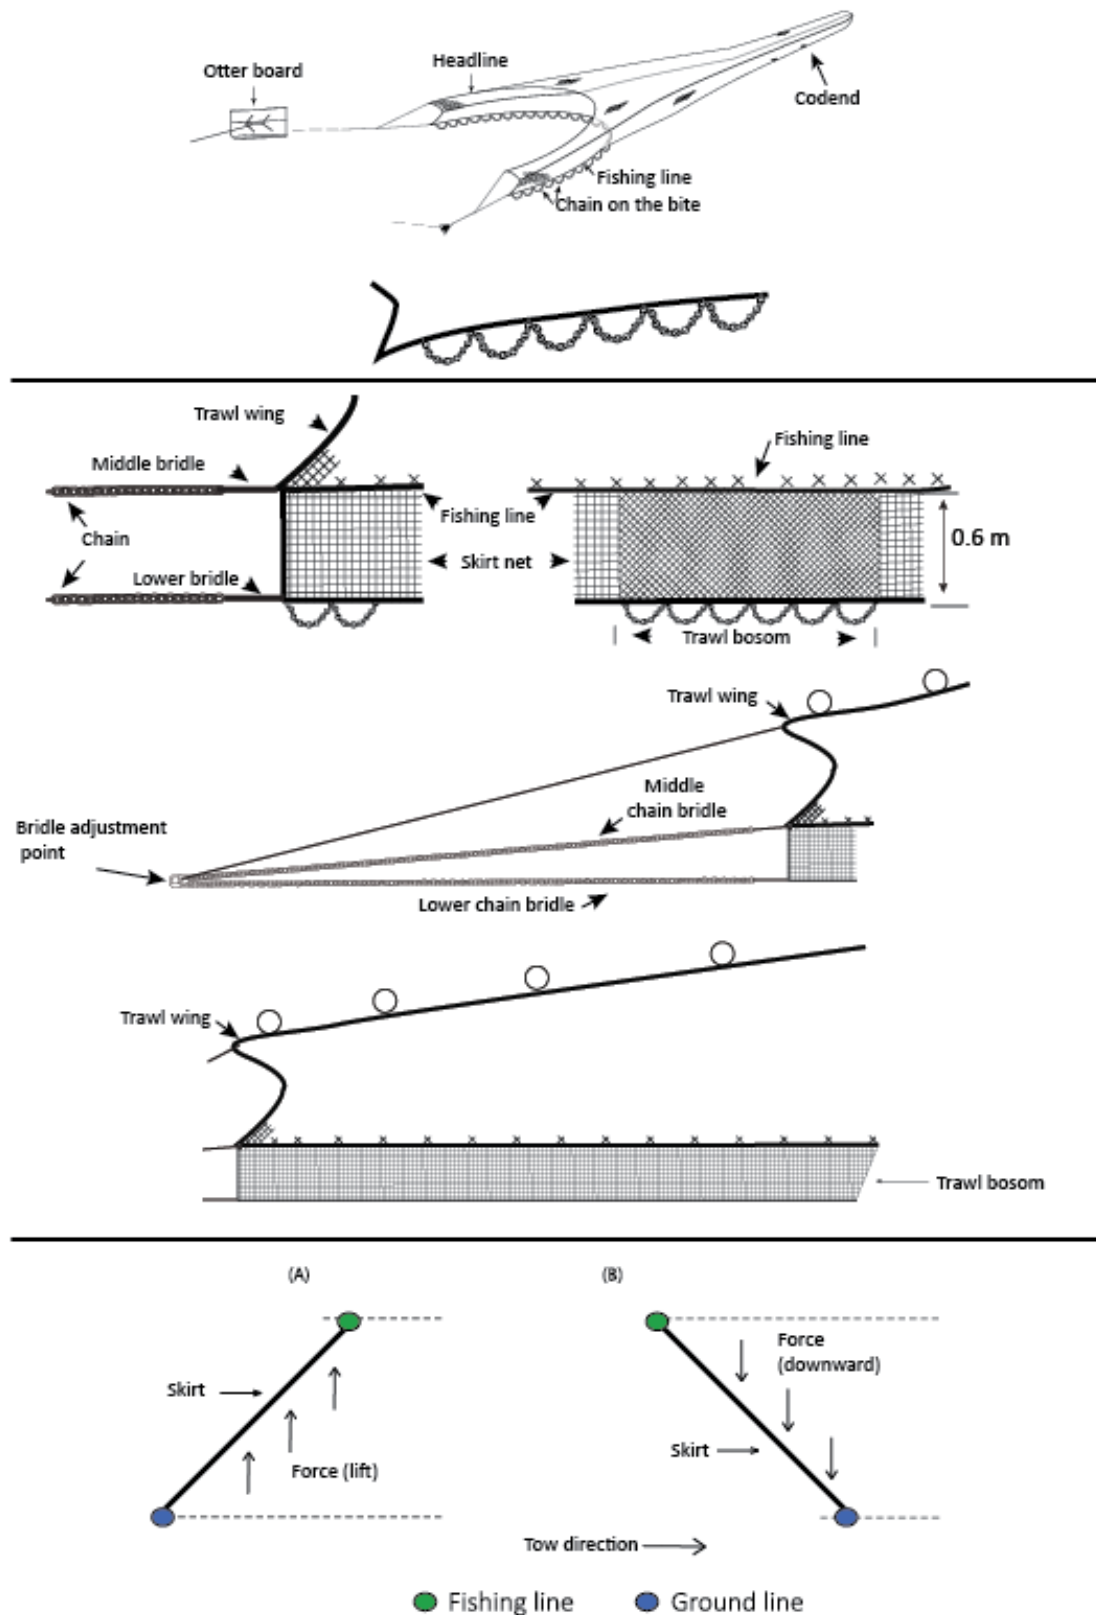 Headline
Otter board
Codend
Fishing line
Chain on the bite
Trawl wing
Fishing line
Middle bridle
Fishing line
Chain
0.6 m
Skirt net
Lower bridle
Trawl bosom
Trawl wing
Middle
chain bridle
Bridle adjustment
point
Lower chain bridle
Trawl wing
Trawl bosom
(A)
(B)
Force
(downward)
Skirt
Skirt
Force (lift)
Tow direction
Fishing line
Ground line